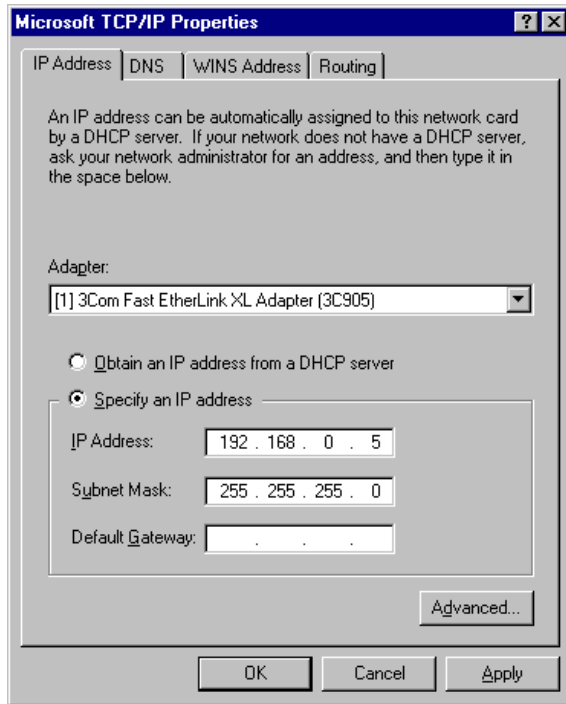 Microsoft TCP/IP Properties
IP Address DNS WINS Address Routing
An IP address can be automatically assigned to this network card
by a DHCP server. If your network does not have a DHCP server,
ask your network administrator for an address, and then type it in
the space below.
Adapter:
[1] 3Com Fast EtherLink XL Adapter (3C905)
Obtain an IP address from a DHCP server
Specify an IP address
IP Address: 192 . 168 . 0 . 5
Subnet Mask: 255 . 255 . 255 . 0
Default Gateway: . . .
Advanced...
OK Cancel Apply